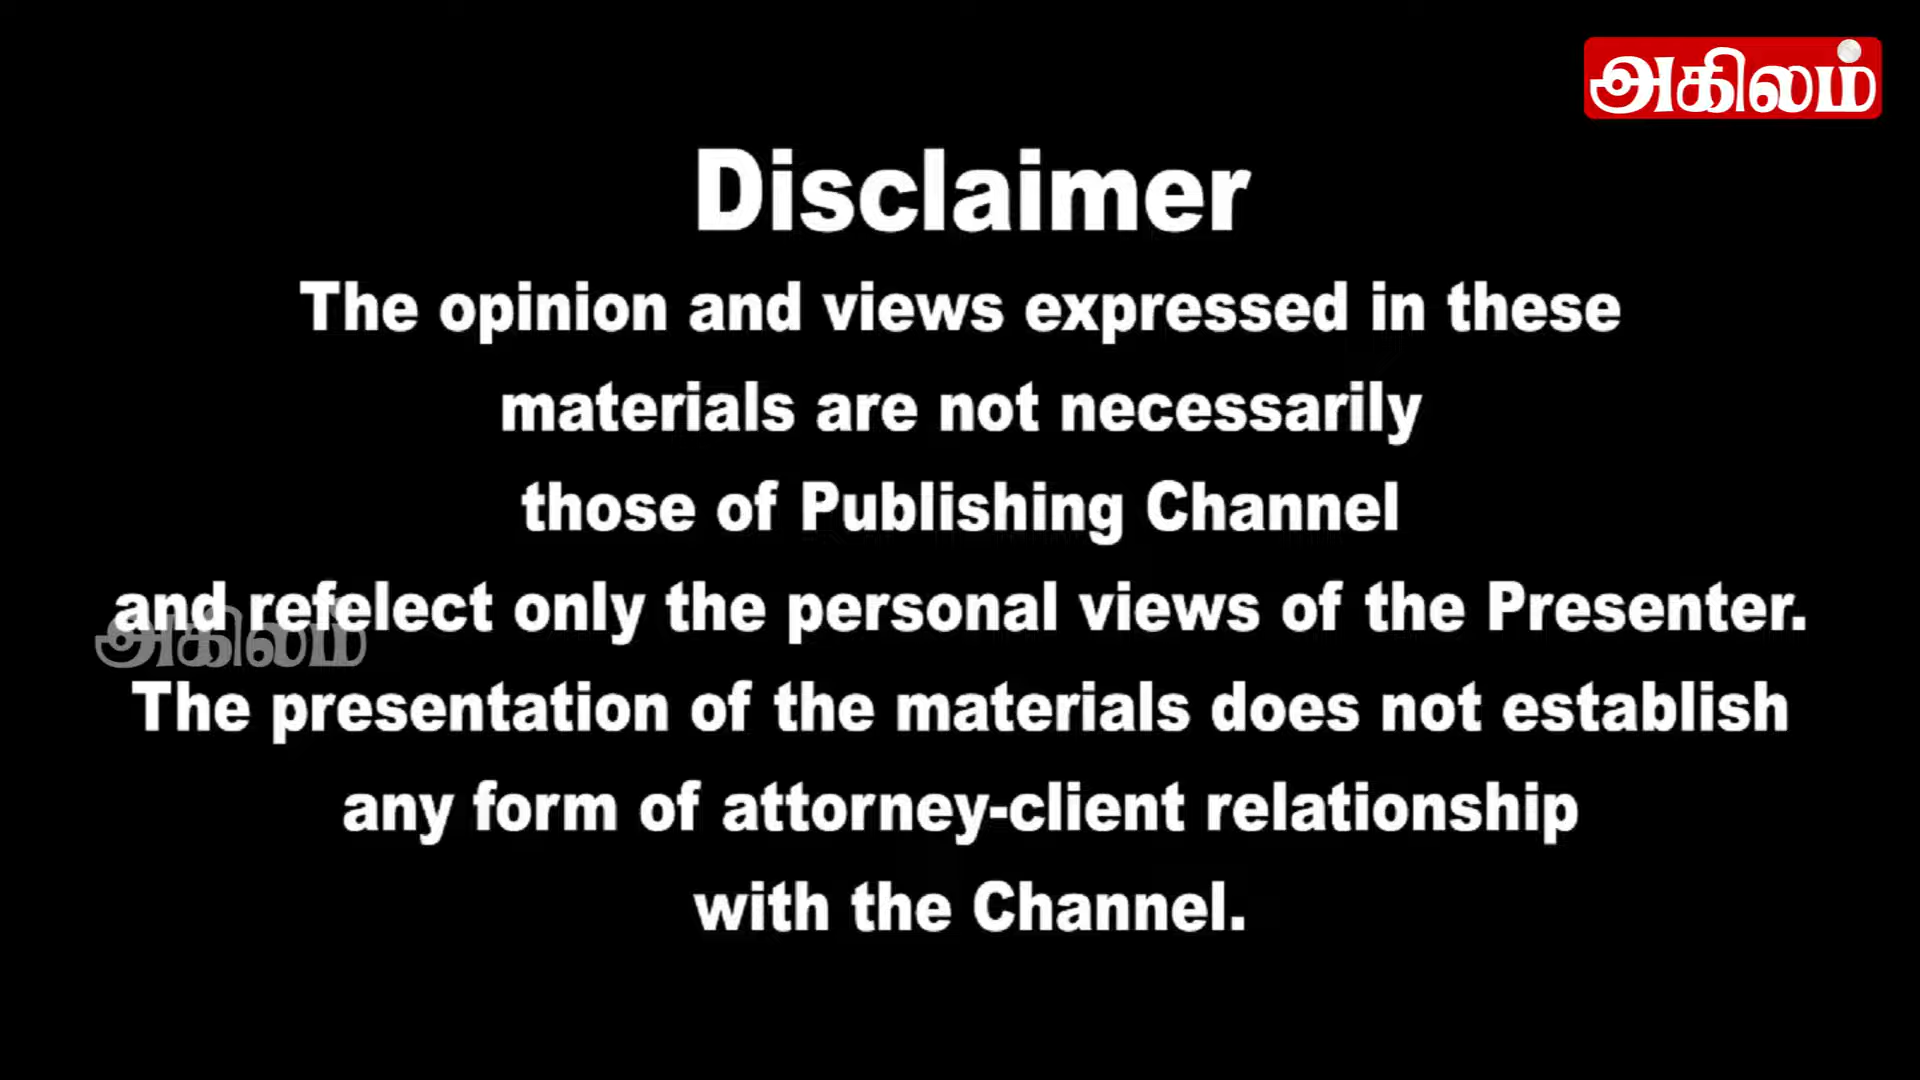 அகிலம்
Disclaimer
The opinion and views expressed in these
materials are not necessarily
those of Publishing Channel
and refelect only the personal views of the Presenter.
அகிலம்
The presentation of the materials does not establish
any form of attorney-client relationship
with the Channel.